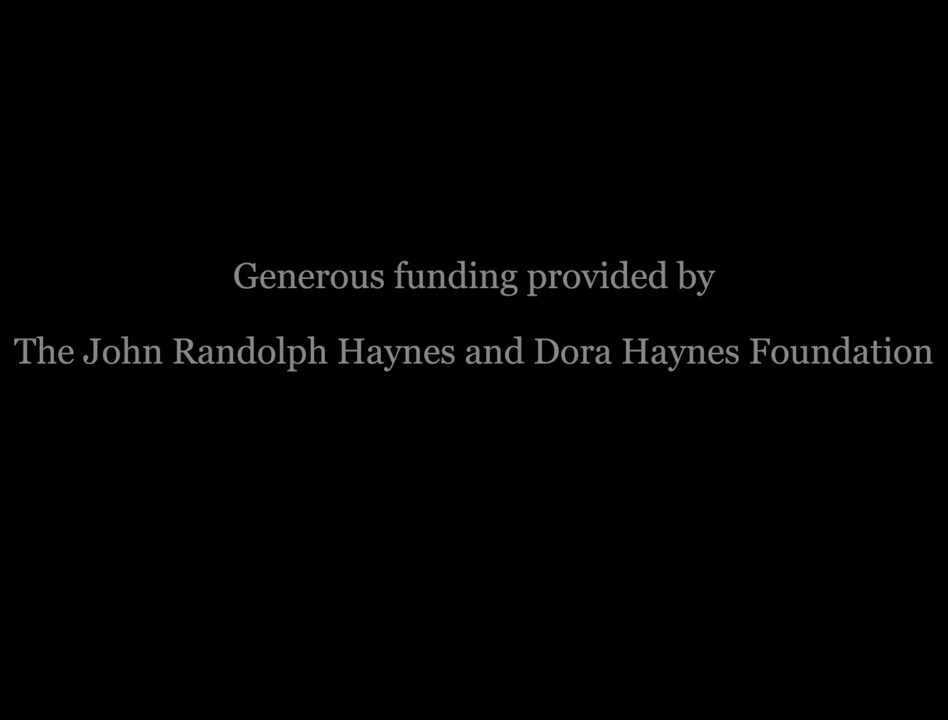 Generous funding provided by
The John Randolph Haynes and Dora Haynes Foundation